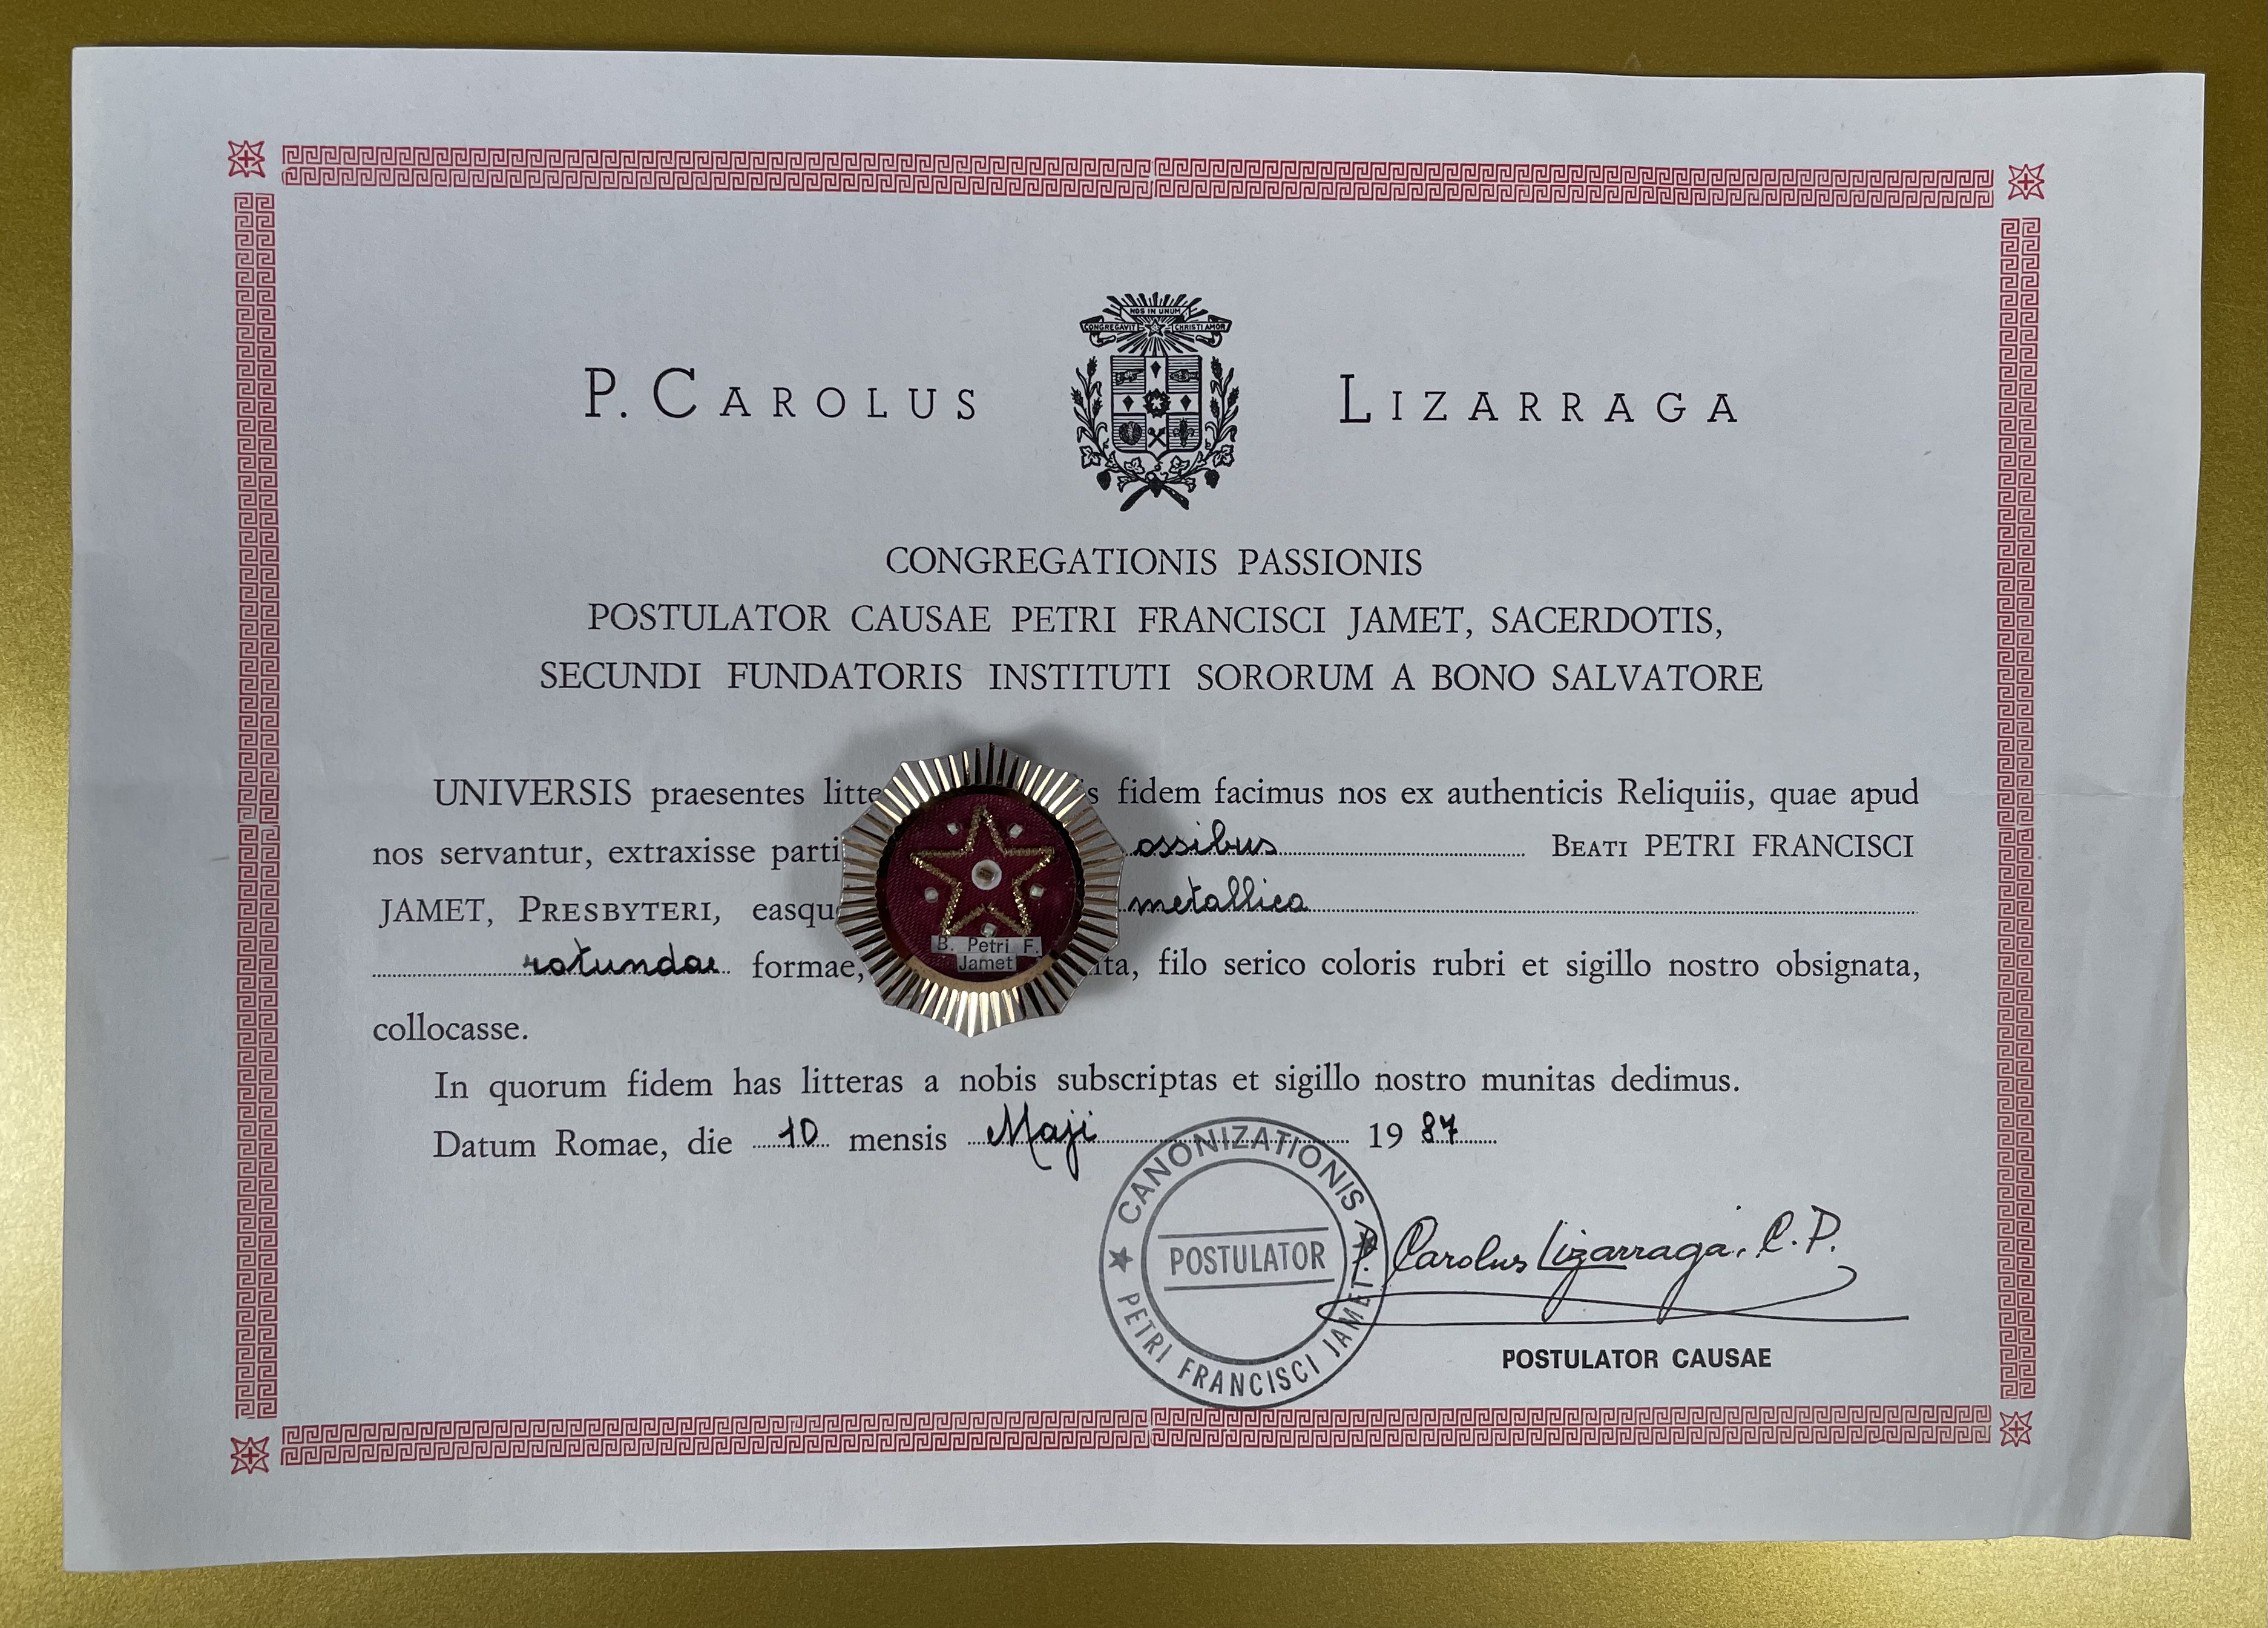 NOS IN UNUM
CONGREGAVIT CHRISTI AMOR
P. CAROLUS LIZARRAGA
CONGREGATIONIS PASSIONIS
POSTULATOR CAUSAE PETRI FRANCISCI JAMET, SACERDOTIS,
SECUNDI FUNDATORIS INSTITUTI SORORUM A BONO SALVATORE
UNIVERSIS praesentes litte s fidem facimus nos ex authenticis Reliquiis, quae apud
nos servantur, extraxisse parti ossibus BEATI PETRI FRANCISCI
JAMET, PRESBYTERI, easqu metallica
rotundae formae, ita, filo serico coloris rubri et sigillo nostro obsignata,
collocasse.
B. Petri F.
Jamet
In quorum fidem has litteras a nobis subscriptas et sigillo nostro munitas dedimus.
Datum Romae, die 10 mensis Maji 19 87
CANONIZATIONIS
POSTULATOR
PETRI FRANCISCI JAMET
P. Carolus Lizarraga, C.P.
POSTULATOR CAUSAE